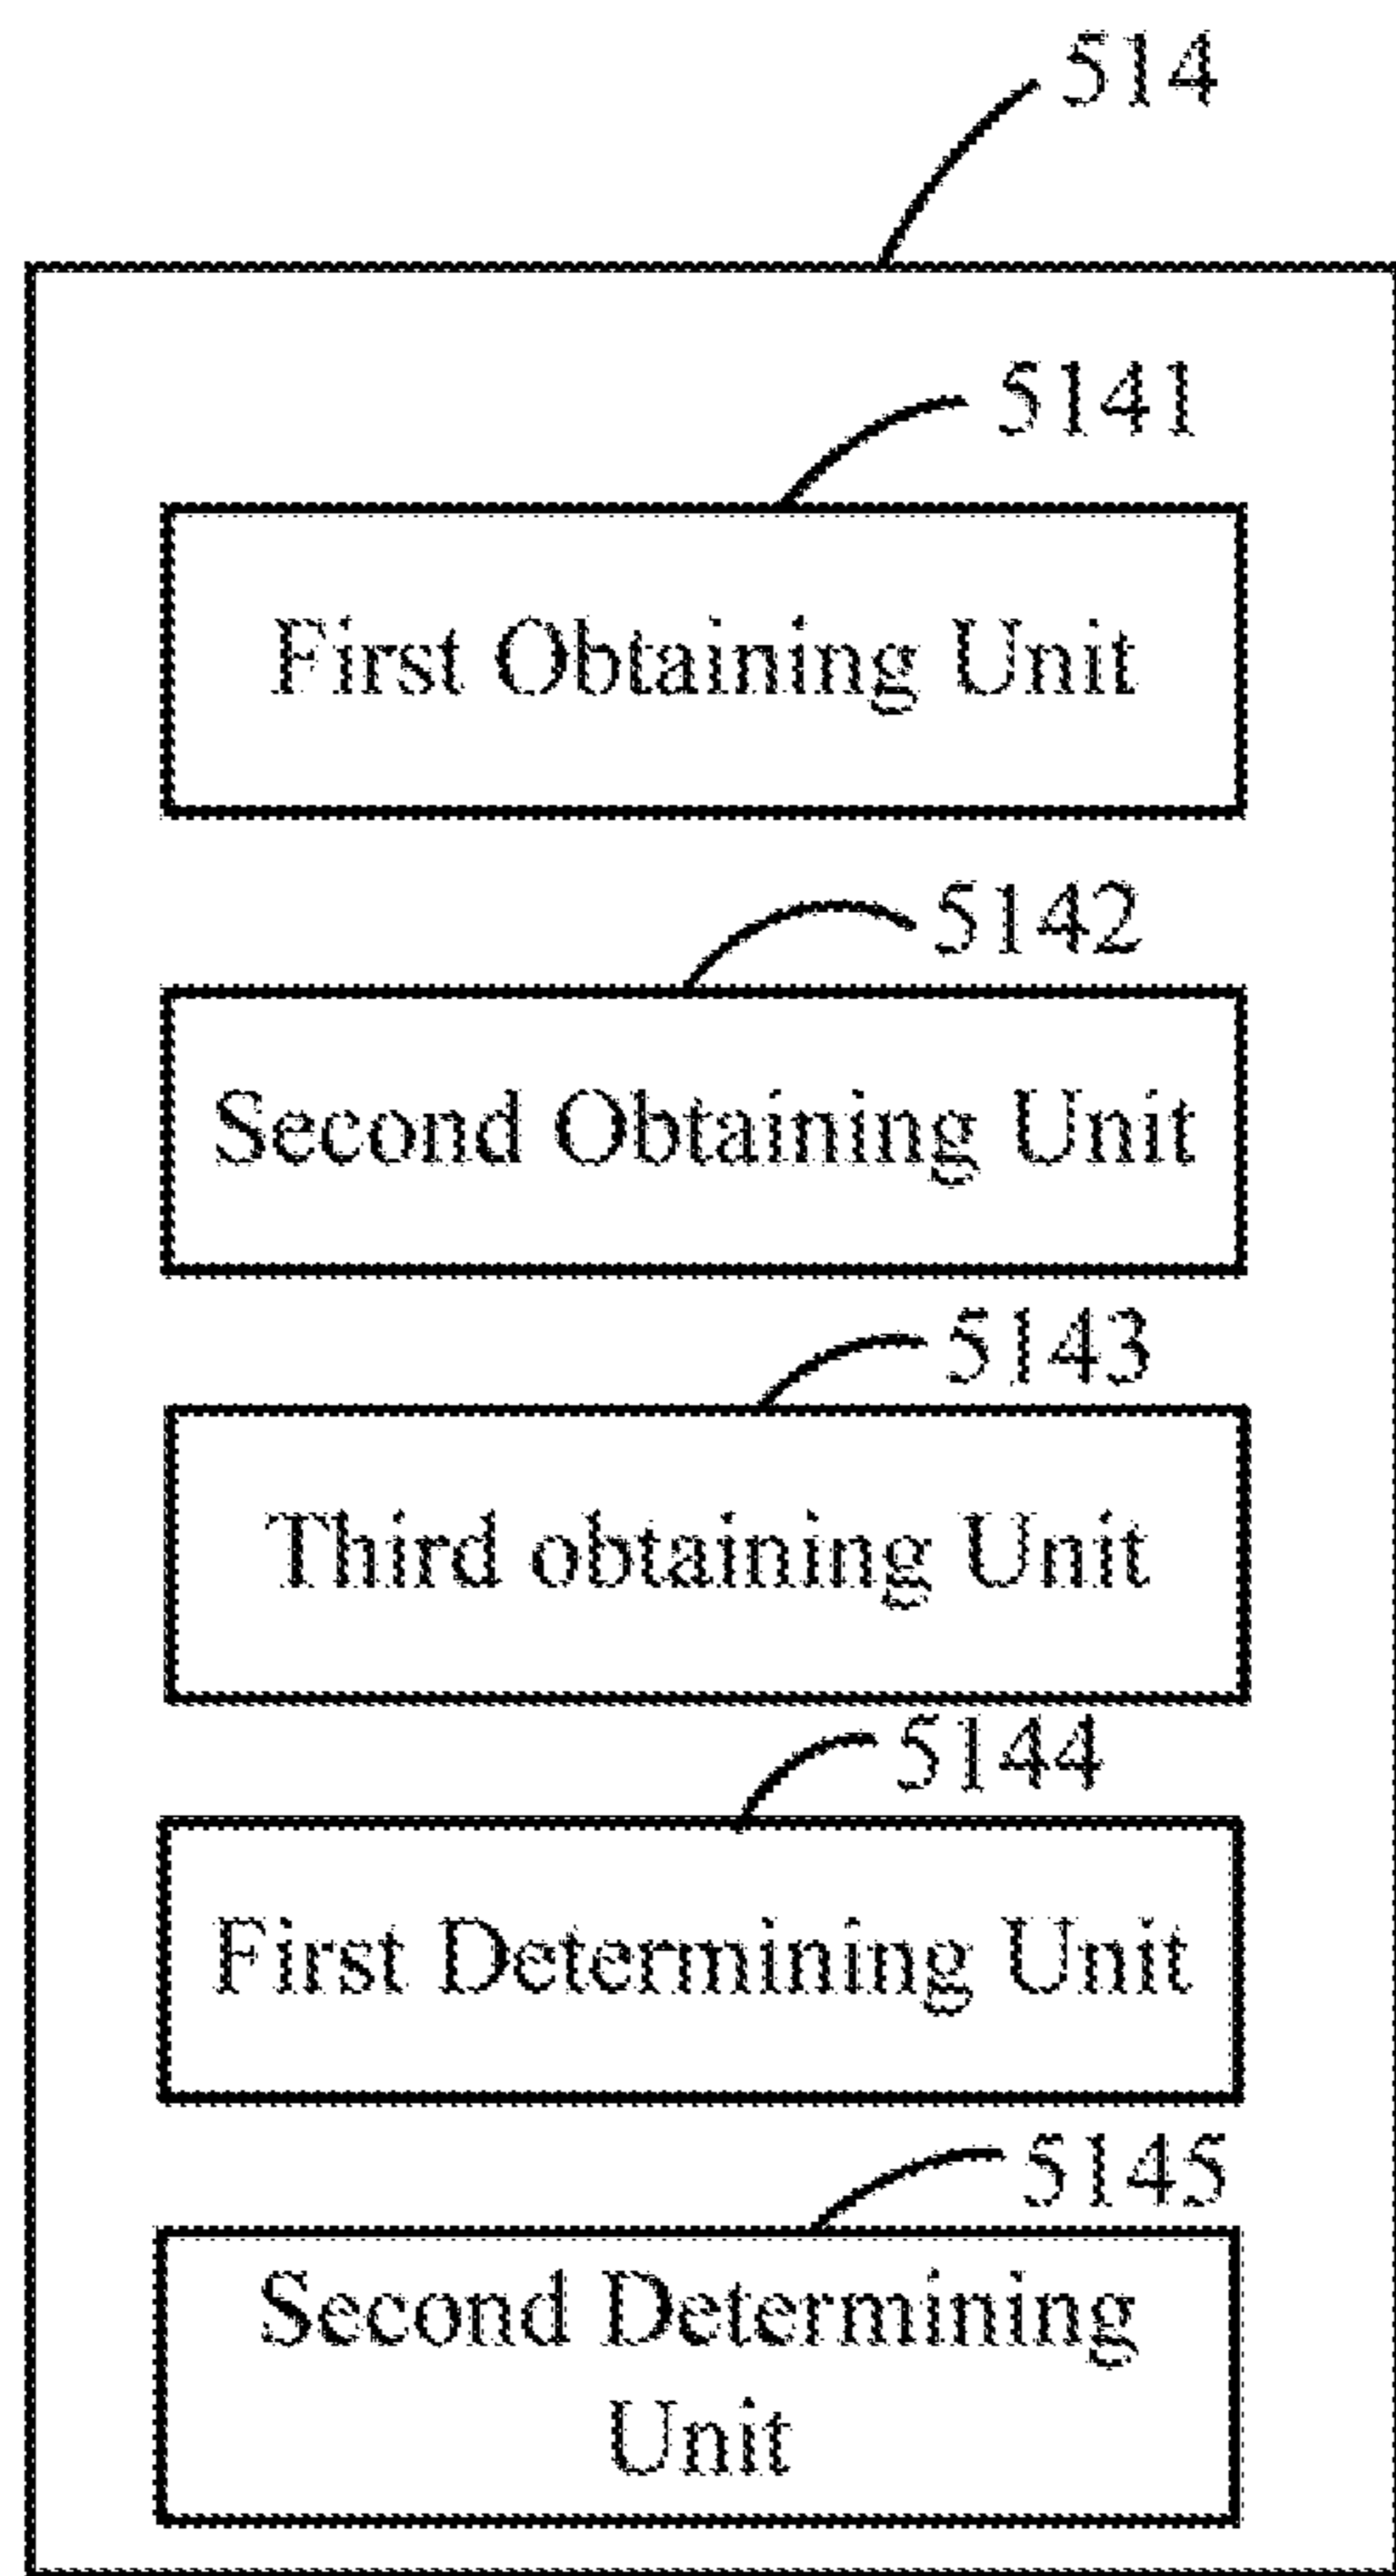 514
5141
First Obtaining Unit
5142
Second Obtaining Unit
5143
Third obtaining Unit
5144
First Determining Unit
5145
Second Determining
Unit